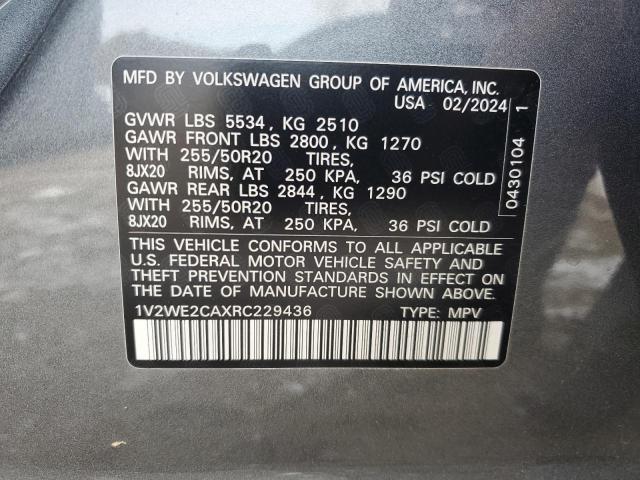 MFD BY VOLKSWAGEN GROUP OF AMERICA, INC.
USA 02/2024
GVWR LBS 5534, KG 2510
GAWR FRONT LBS 2800, KG 1270
WITH 255/50R20 TIRES,
8JX20 RIMS, AT 250 KPA, 36 PSI COLD
GAWR REAR LBS 2844, KG 1290
WITH 255/50R20 TIRES,
8JX20 RIMS, AT 250 KPA, 36 PSI COLD
THIS VEHICLE CONFORMS TO ALL APPLICABLE
U.S. FEDERAL MOTOR VEHICLE SAFETY AND
THEFT PREVENTION STANDARDS IN EFFECT ON
THE DATE OF MANUFACTURE SHOWN ABOVE.
1V2WE2CAXRC229436 TYPE: MPV
0430104 1